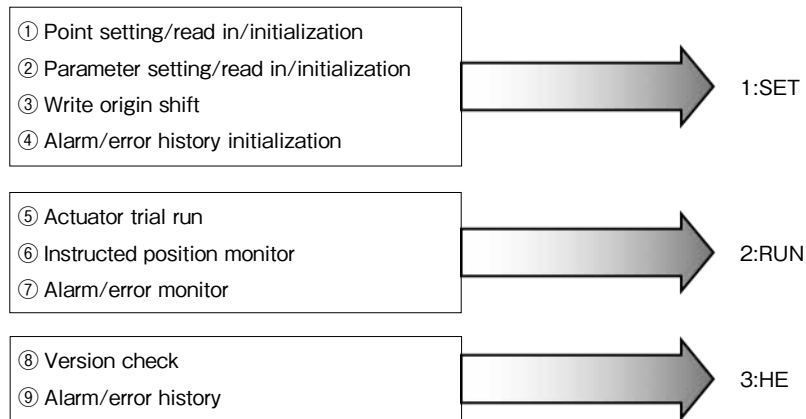 ① Point setting/read in/initialization
② Parameter setting/read in/initialization
③ Write origin shift
④ Alarm/error history initialization
1:SET
⑤ Actuator trial run
⑥ Instructed position monitor
⑦ Alarm/error monitor
2:RUN
⑧ Version check
⑨ Alarm/error history
3:HE